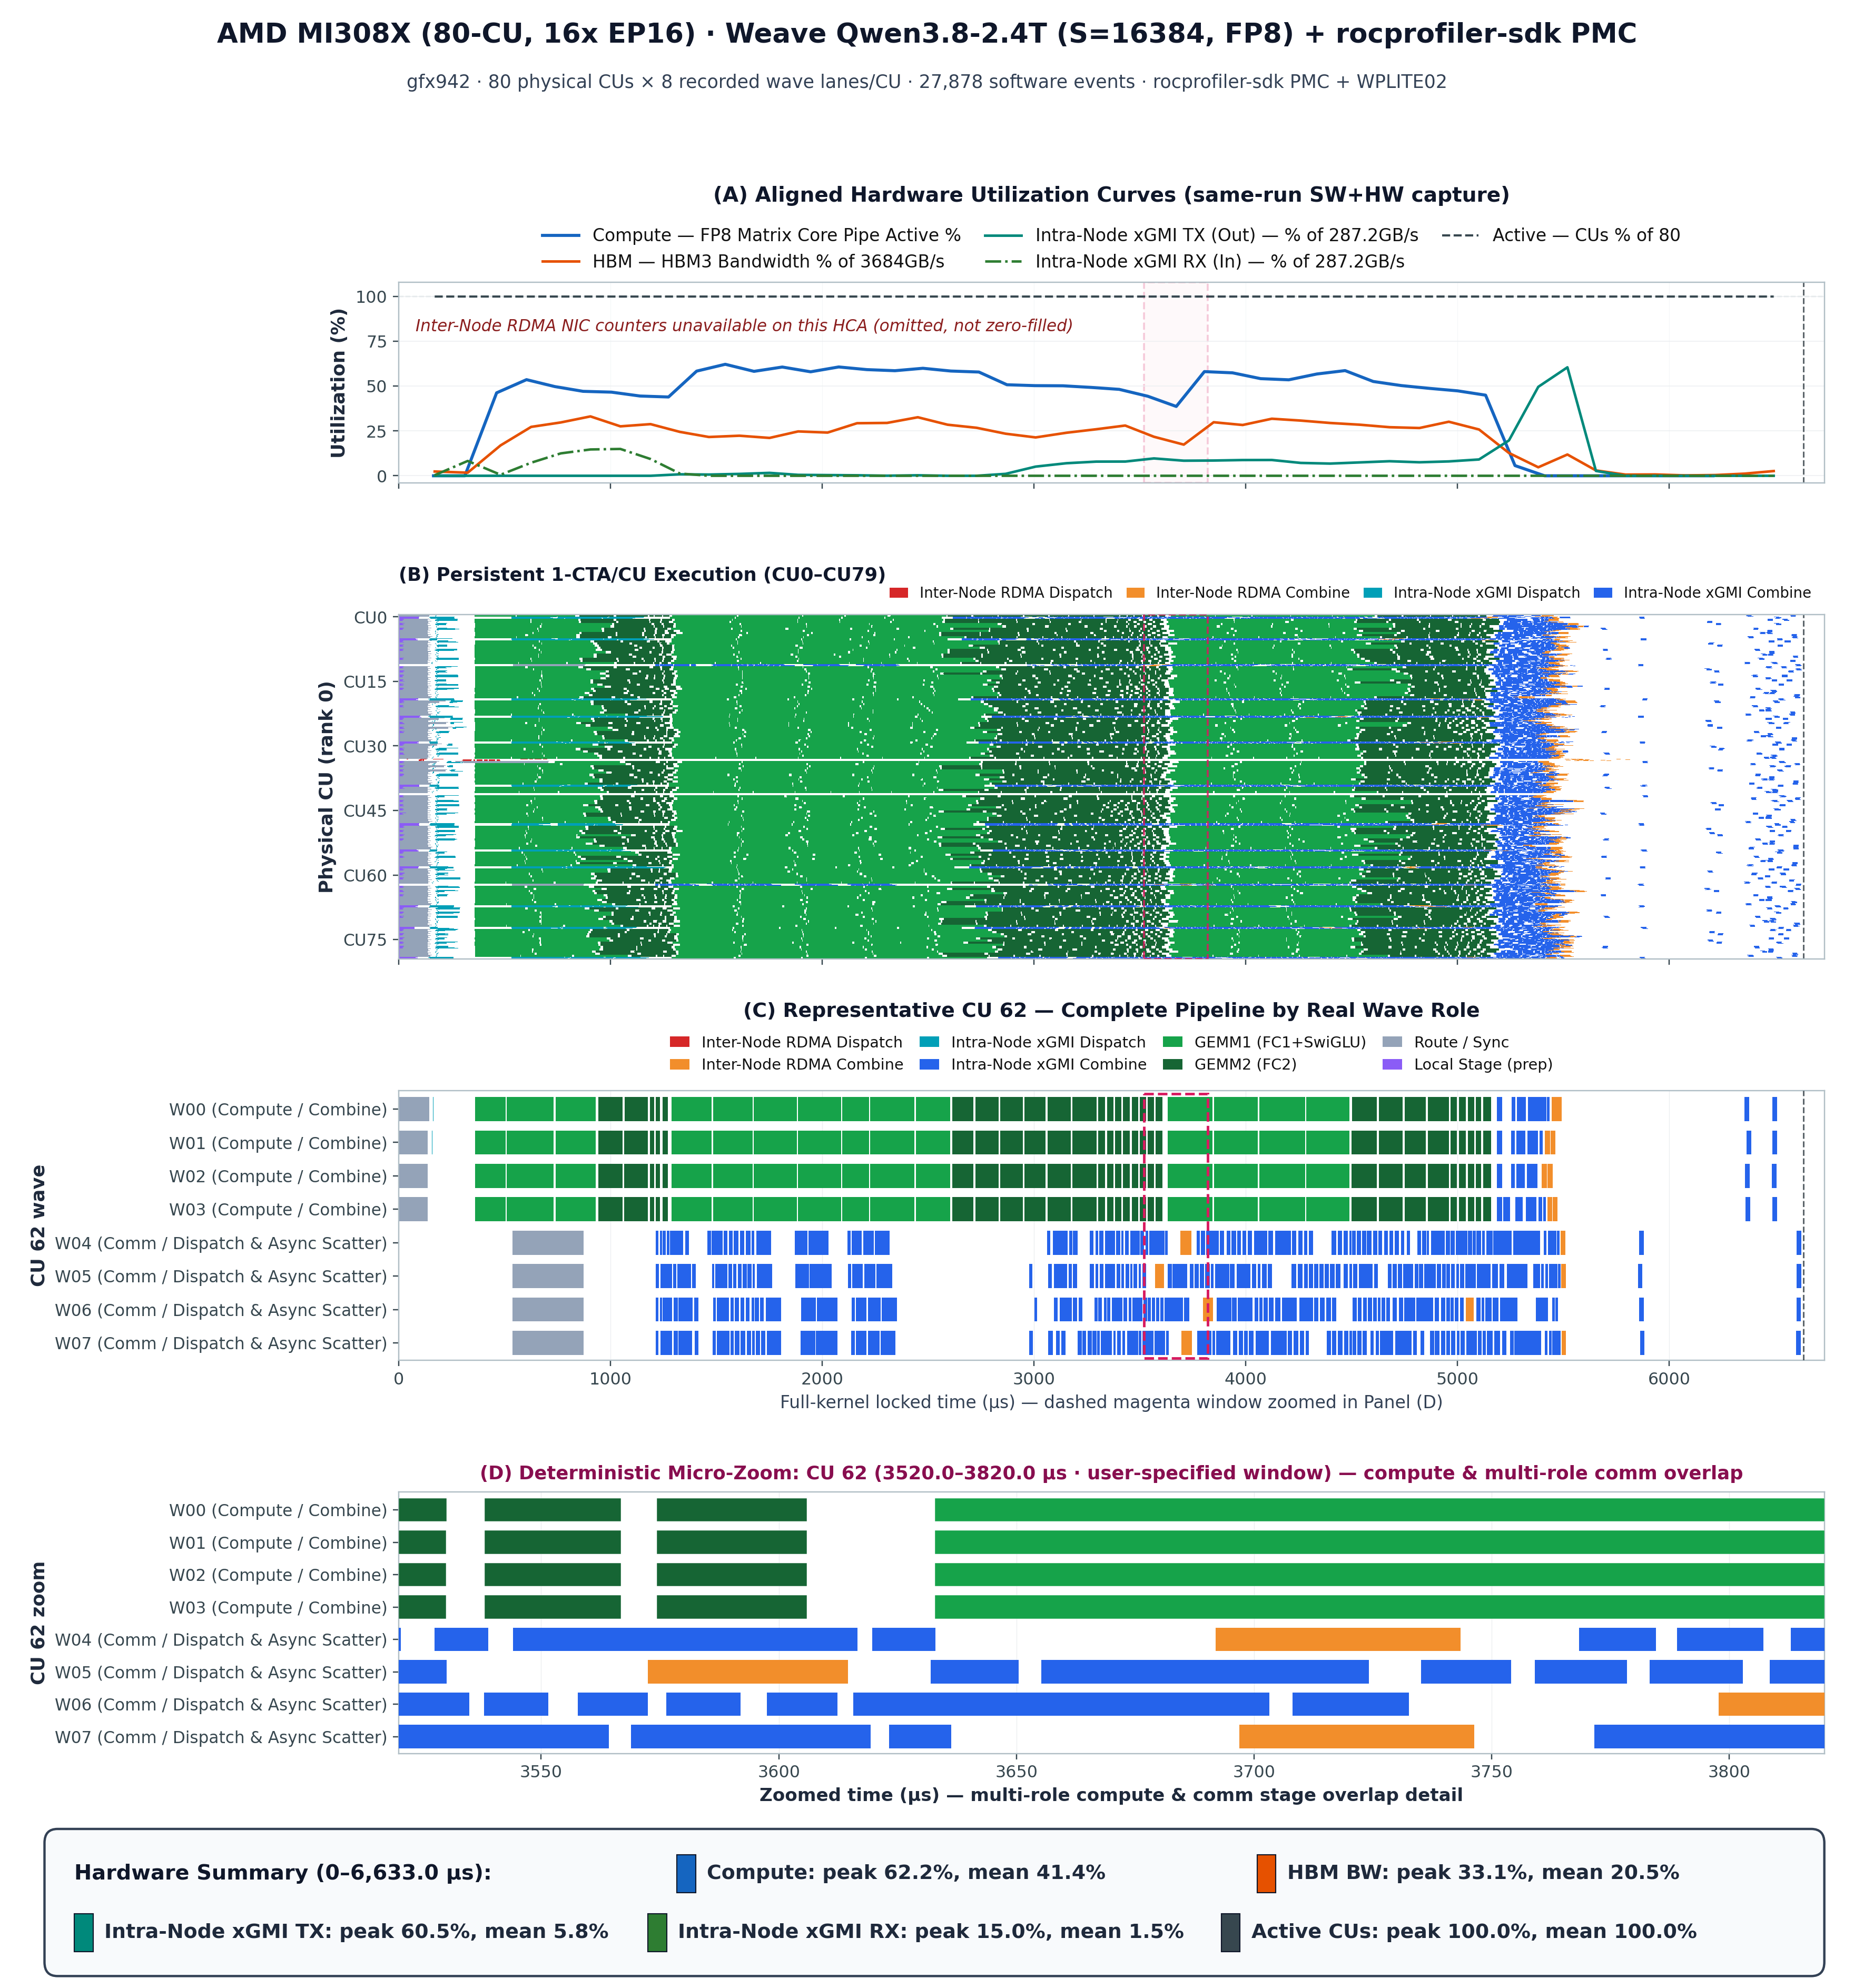 AMD MI308X (80-CU, 16x EP16) · Weave Qwen3.8-2.4T (S=16384, FP8) + rocprofiler-sdk PMC
gfx942 · 80 physical CUs × 8 recorded wave lanes/CU · 27,878 software events · rocprofiler-sdk PMC + WPLITE02
(A) Aligned Hardware Utilization Curves (same-run SW+HW capture)
Compute — FP8 Matrix Core Pipe Active %
HBM — HBM3 Bandwidth % of 3684GB/s
Intra-Node xGMI TX (Out) — % of 287.2GB/s
Intra-Node xGMI RX (In) — % of 287.2GB/s
Active — CUs % of 80
Utilization (%)
100
75
50
25
0
Inter-Node RDMA NIC counters unavailable on this HCA (omitted, not zero-filled)
(B) Persistent 1-CTA/CU Execution (CU0–CU79)
Inter-Node RDMA Dispatch
Inter-Node RDMA Combine
Intra-Node xGMI Dispatch
Intra-Node xGMI Combine
Physical CU (rank 0)
CU0
CU15
CU30
CU45
CU60
CU75
(C) Representative CU 62 — Complete Pipeline by Real Wave Role
Inter-Node RDMA Dispatch
Inter-Node RDMA Combine
Intra-Node xGMI Dispatch
Intra-Node xGMI Combine
GEMM1 (FC1+SwiGLU)
GEMM2 (FC2)
Route / Sync
Local Stage (prep)
CU 62 wave
W00 (Compute / Combine)
W01 (Compute / Combine)
W02 (Compute / Combine)
W03 (Compute / Combine)
W04 (Comm / Dispatch & Async Scatter)
W05 (Comm / Dispatch & Async Scatter)
W06 (Comm / Dispatch & Async Scatter)
W07 (Comm / Dispatch & Async Scatter)
0 1000 2000 3000 4000 5000 6000
Full-kernel locked time (μs) — dashed magenta window zoomed in Panel (D)
(D) Deterministic Micro-Zoom: CU 62 (3520.0–3820.0 μs · user-specified window) — compute & multi-role comm overlap
CU 62 zoom
W00 (Compute / Combine)
W01 (Compute / Combine)
W02 (Compute / Combine)
W03 (Compute / Combine)
W04 (Comm / Dispatch & Async Scatter)
W05 (Comm / Dispatch & Async Scatter)
W06 (Comm / Dispatch & Async Scatter)
W07 (Comm / Dispatch & Async Scatter)
3550 3600 3650 3700 3750 3800
Zoomed time (μs) — multi-role compute & comm stage overlap detail
Hardware Summary (0–6,633.0 μs):
Compute: peak 62.2%, mean 41.4%
HBM BW: peak 33.1%, mean 20.5%
Intra-Node xGMI TX: peak 60.5%, mean 5.8%
Intra-Node xGMI RX: peak 15.0%, mean 1.5%
Active CUs: peak 100.0%, mean 100.0%